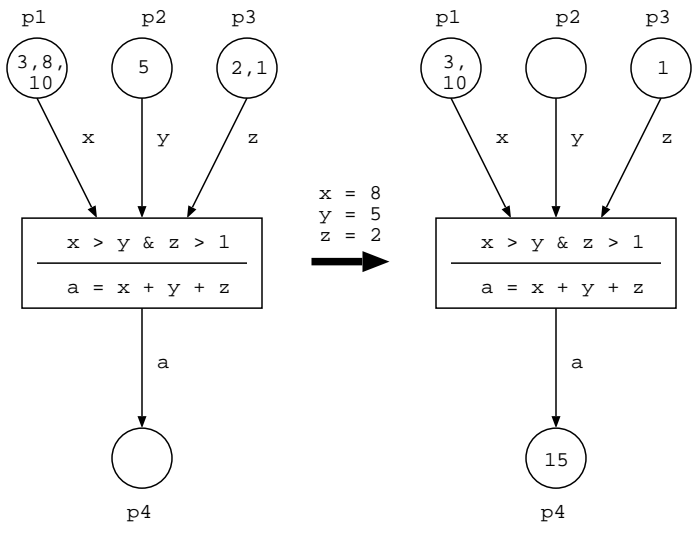 p1 p2 p3
3,8, 5 2,1
10
x y z
x > y & z > 1
a = x + y + z
a
p4
x = 8
y = 5
z = 2
p1 p2 p3
3, 1
10
x y z
x > y & z > 1
a = x + y + z
a
15
p4